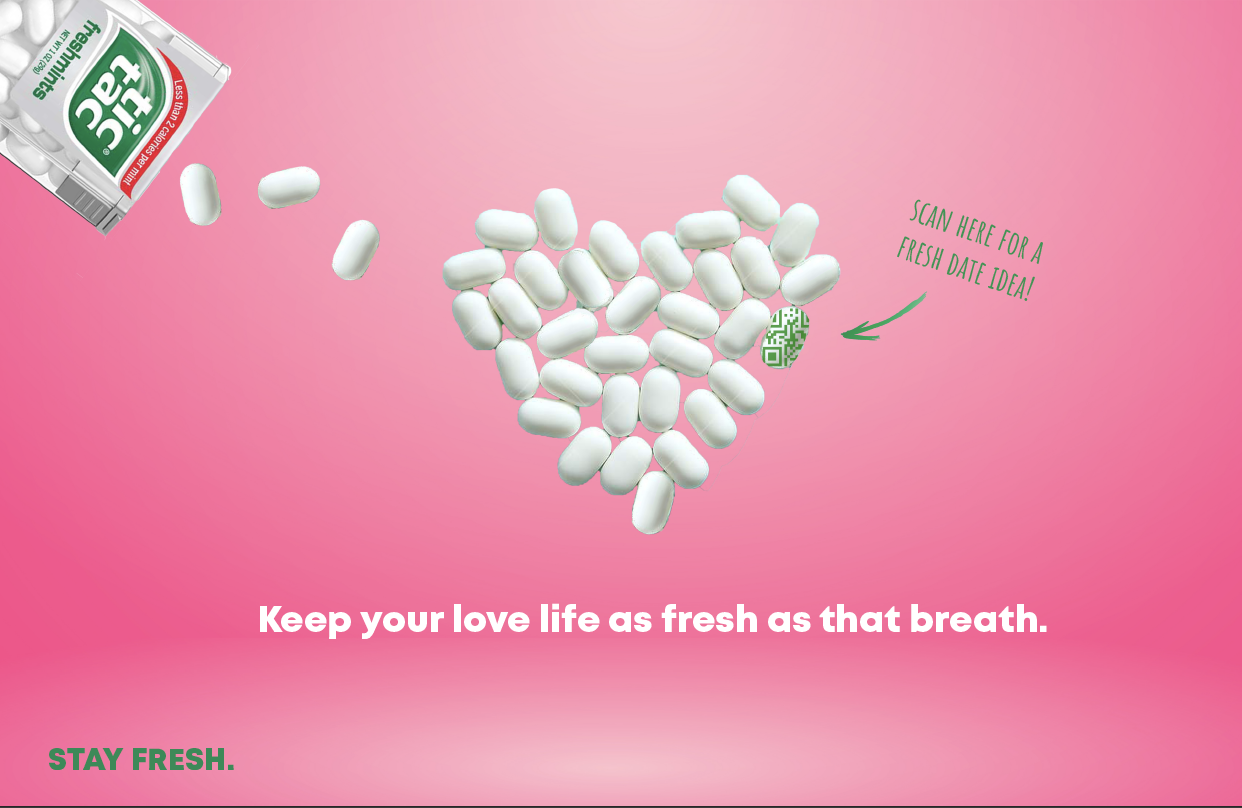 freshmints
NET WT 1 OZ (29g)
tic
tac®
Less than 2 calories per mint
SCAN HERE FOR A
FRESH DATE IDEA!
Keep your love life as fresh as that breath.
STAY FRESH.